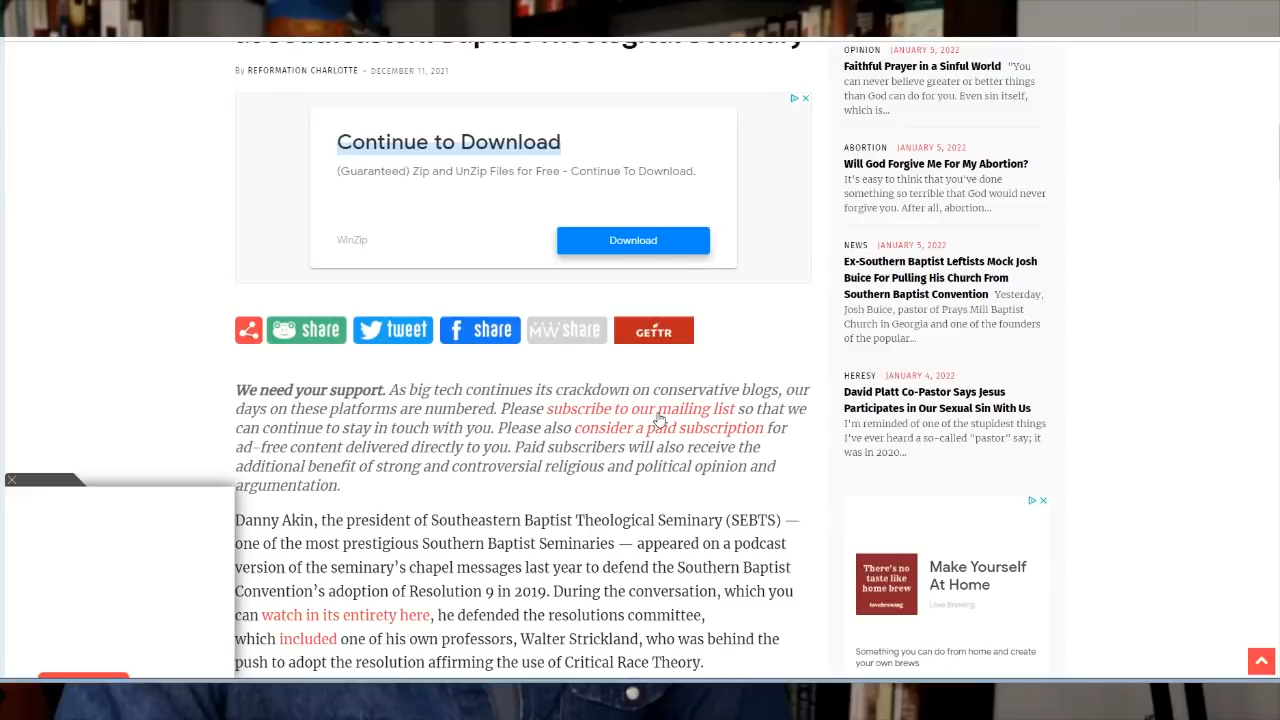 at Southeastern Baptist Theological Seminary
By REFORMATION CHARLOTTE - DECEMBER 11, 2021
Continue to Download
(Guaranteed) Zip and UnZip Files for Free - Continue To Download.
WinZip
Download
share
tweet
share
MW share
GETTR
We need your support. As big tech continues its crackdown on conservative blogs, our
days on these platforms are numbered. Please subscribe to our mailing list so that we
can continue to stay in touch with you. Please also consider a paid subscription for
ad-free content delivered directly to you. Paid subscribers will also receive the
additional benefit of strong and controversial religious and political opinion and
argumentation.
Danny Akin, the president of Southeastern Baptist Theological Seminary (SEBTS) —
one of the most prestigious Southern Baptist Seminaries — appeared on a podcast
version of the seminary's chapel messages last year to defend the Southern Baptist
Convention's adoption of Resolution 9 in 2019. During the conversation, which you
can watch in its entirety here, he defended the resolutions committee,
which included one of his own professors, Walter Strickland, who was behind the
push to adopt the resolution affirming the use of Critical Race Theory.
OPINION JANUARY 5, 2022
Faithful Prayer in a Sinful World "You
can never believe greater or better things
than God can do for you. Even sin itself,
which is...
ABORTION JANUARY 5, 2022
Will God Forgive Me For My Abortion?
It's easy to think that you've done
something so terrible that God would never
forgive you. After all, abortion...
NEWS JANUARY 5, 2022
Ex-Southern Baptist Leftists Mock Josh
Buice For Pulling His Church From
Southern Baptist Convention Yesterday,
Josh Buice, pastor of Prays Mill Baptist
Church in Georgia and one of the founders
of the popular...
HERESY JANUARY 4, 2022
David Platt Co-Pastor Says Jesus
Participates in Our Sexual Sin With Us
I'm reminded of one of the stupidest things
I've ever heard a so-called "pastor" say; it
was in 2020...
There's no
taste like
home brew
lovebrewing
Make Yourself
At Home
Love Brewing
Something you can do from home and create
your own brews